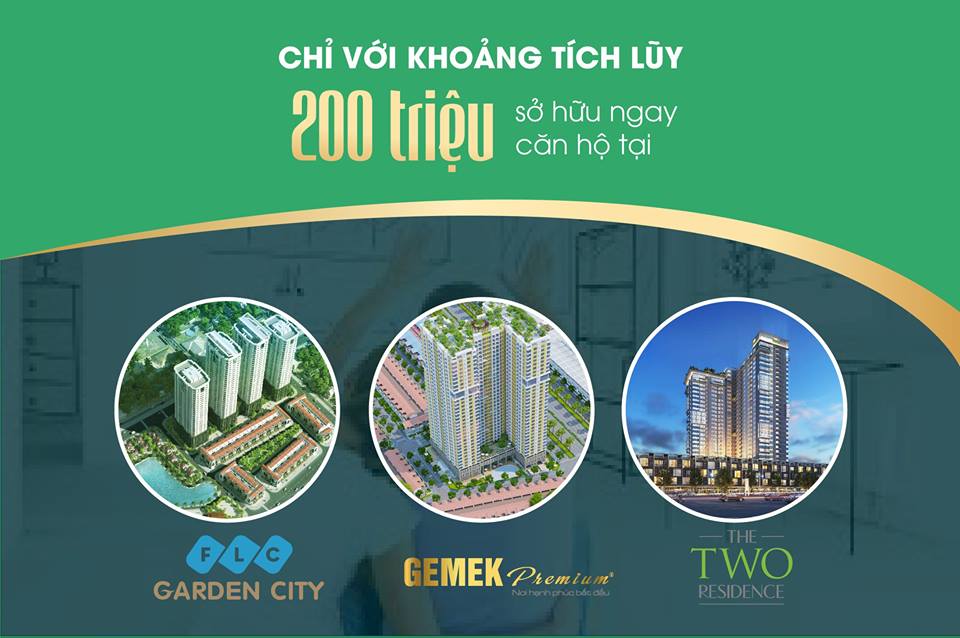 CHỈ VỚI KHOẢNG TÍCH LŨY
200 triệu
sở hữu ngay
căn hộ tại
FLC
GARDEN CITY
GEMEK Premium®
Nơi hạnh phúc bắt đầu
THE
TWO
RESIDENCE